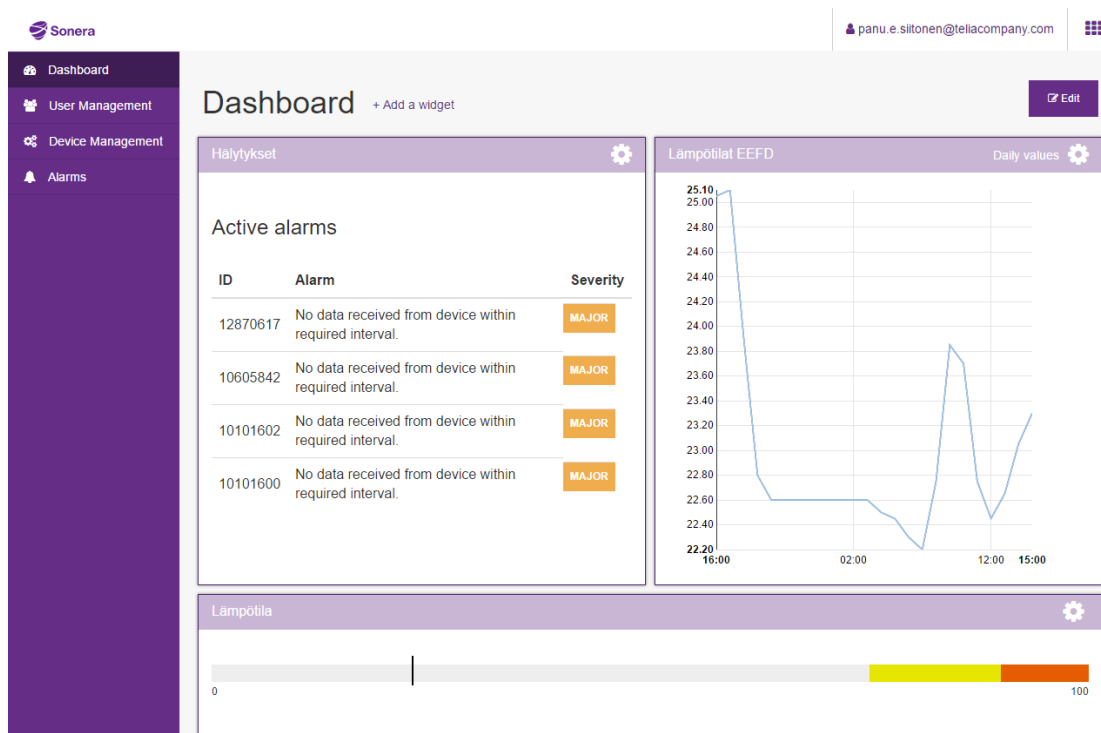 Sonera
panu.e.siitonen@teliacompany.com
Dashboard
User Management
Device Management
Alarms
Dashboard + Add a widget
Edit
Hälytykset
Active alarms
ID Alarm Severity
12870617 No data received from device within MAJOR
required interval.
10605842 No data received from device within MAJOR
required interval.
10101602 No data received from device within MAJOR
required interval.
10101600 No data received from device within MAJOR
required interval.
Lämpötilat EEFD Daily values
25.10
25.00
24.80
24.60
24.40
24.20
24.00
23.80
23.60
23.40
23.20
23.00
22.80
22.60
22.40
22.20
16:00 02:00 12:00 15:00
Lämpötila
0 100